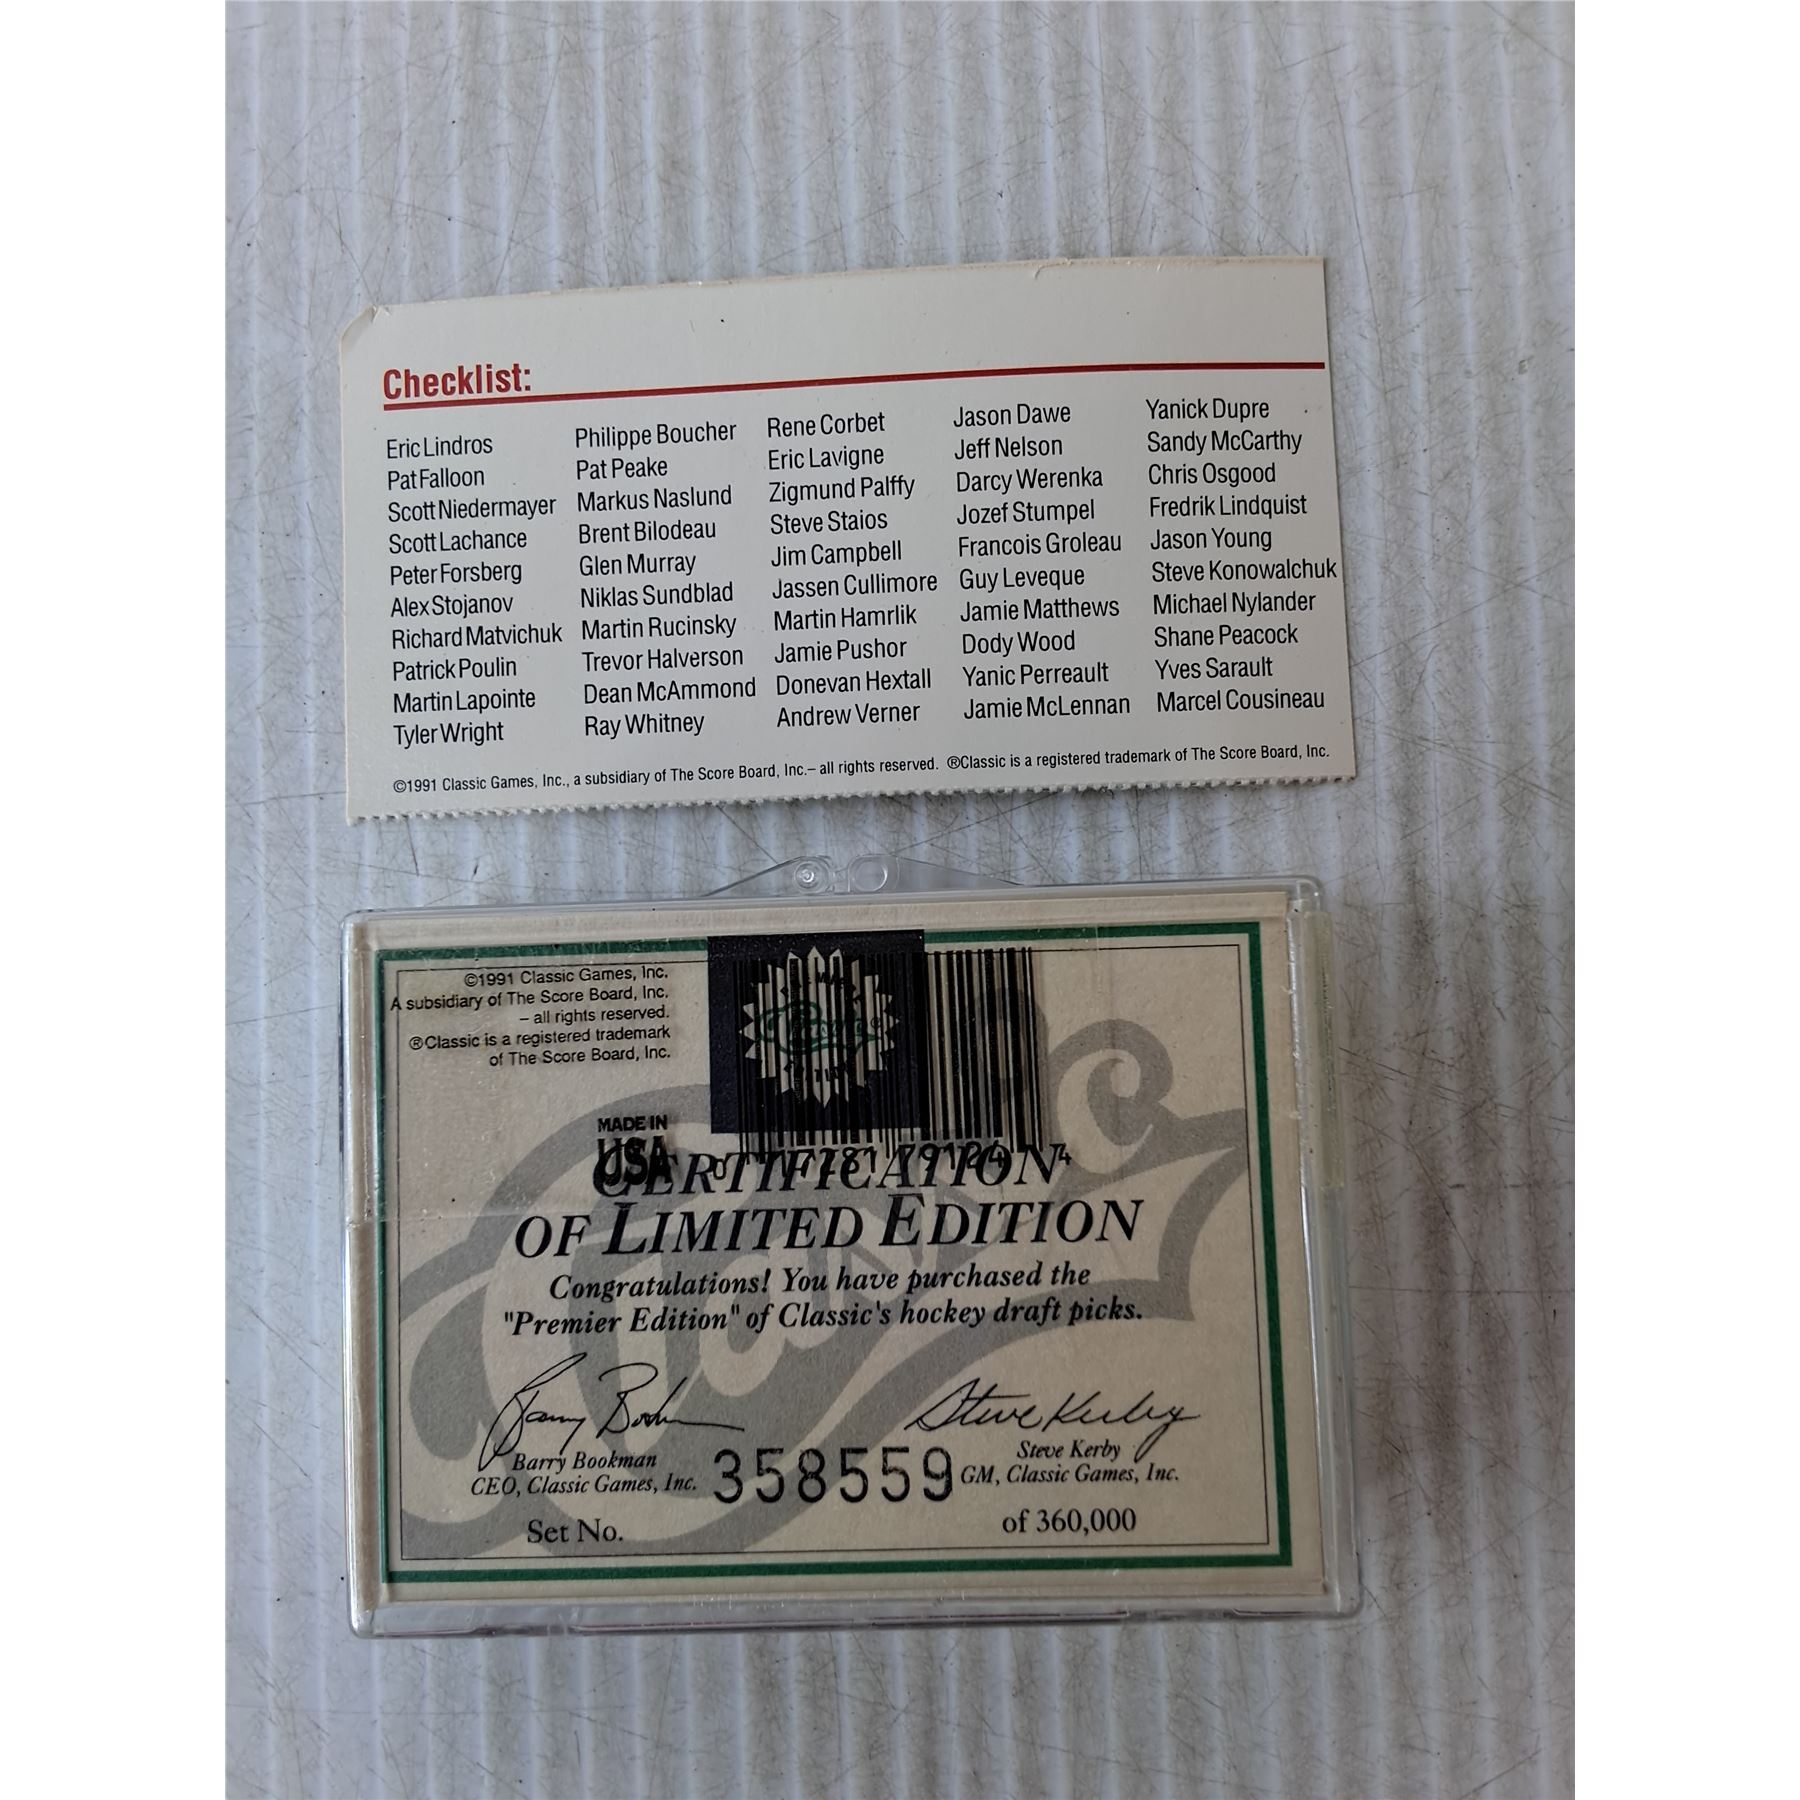 Checklist:
Eric Lindros
Pat Falloon
Scott Niedermayer
Scott Lachance
Peter Forsberg
Alex Stojanov
Richard Matvichuk
Patrick Poulin
Martin Lapointe
Tyler Wright
Philippe Boucher
Pat Peake
Markus Naslund
Brent Bilodeau
Glen Murray
Niklas Sundblad
Martin Rucinsky
Trevor Halverson
Dean McAmmond
Ray Whitney
Rene Corbet
Eric Lavigne
Zigmund Palffy
Steve Staios
Jim Campbell
Jassen Cullimore
Martin Hamrlik
Jamie Pushor
Donevan Hextall
Andrew Verner
Jason Dawe
Jeff Nelson
Darcy Werenka
Jozef Stumpel
Francois Groleau
Guy Leveque
Jamie Matthews
Dody Wood
Yanic Perreault
Jamie McLennan
Yanick Dupre
Sandy McCarthy
Chris Osgood
Fredrik Lindquist
Jason Young
Steve Konowalchuk
Michael Nylander
Shane Peacock
Yves Sarault
Marcel Cousineau
©1991 Classic Games, Inc., a subsidiary of The Score Board, Inc.– all rights reserved. ®Classic is a registered trademark of The Score Board, Inc.
©1991 Classic Games, Inc.
A subsidiary of The Score Board, Inc.
– all rights reserved.
®Classic is a registered trademark
of The Score Board, Inc.
MADE IN
USA
CERTIFICATION
OF LIMITED EDITION
Congratulations! You have purchased the
"Premier Edition" of Classic's hockey draft picks.
Barry Bookman
CEO, Classic Games, Inc.
358559
Steve Kerby
Steve Kerby
GM, Classic Games, Inc.
Set No.
of 360,000